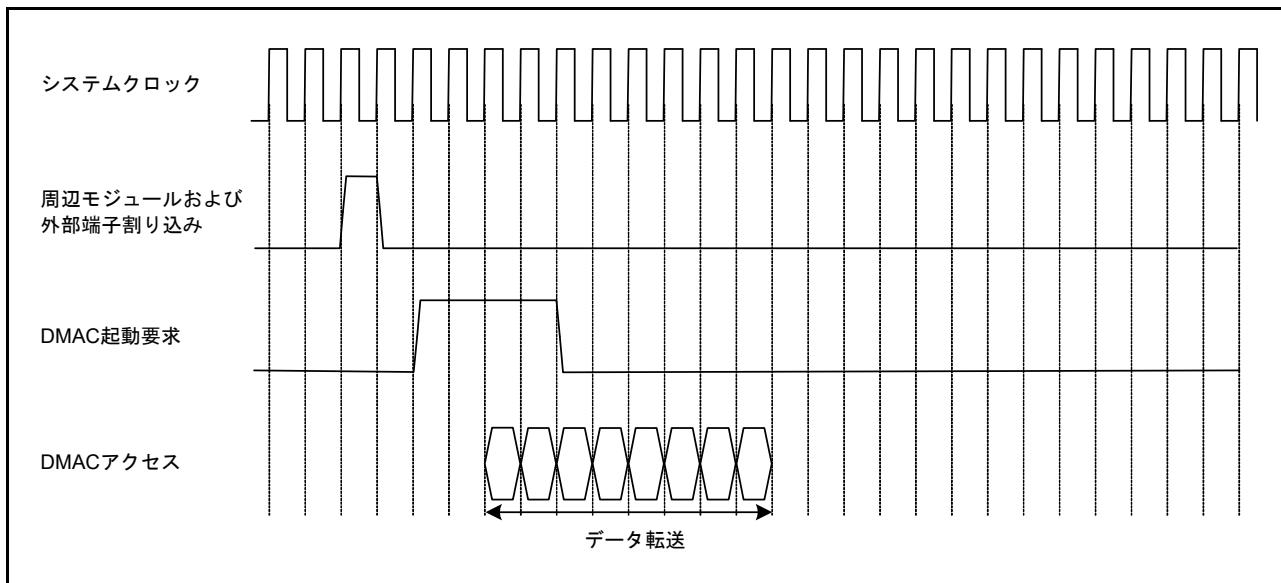 システムクロック
周辺モジュールおよび
外部端子割り込み
DMAC起動要求
DMACアクセス
データ転送